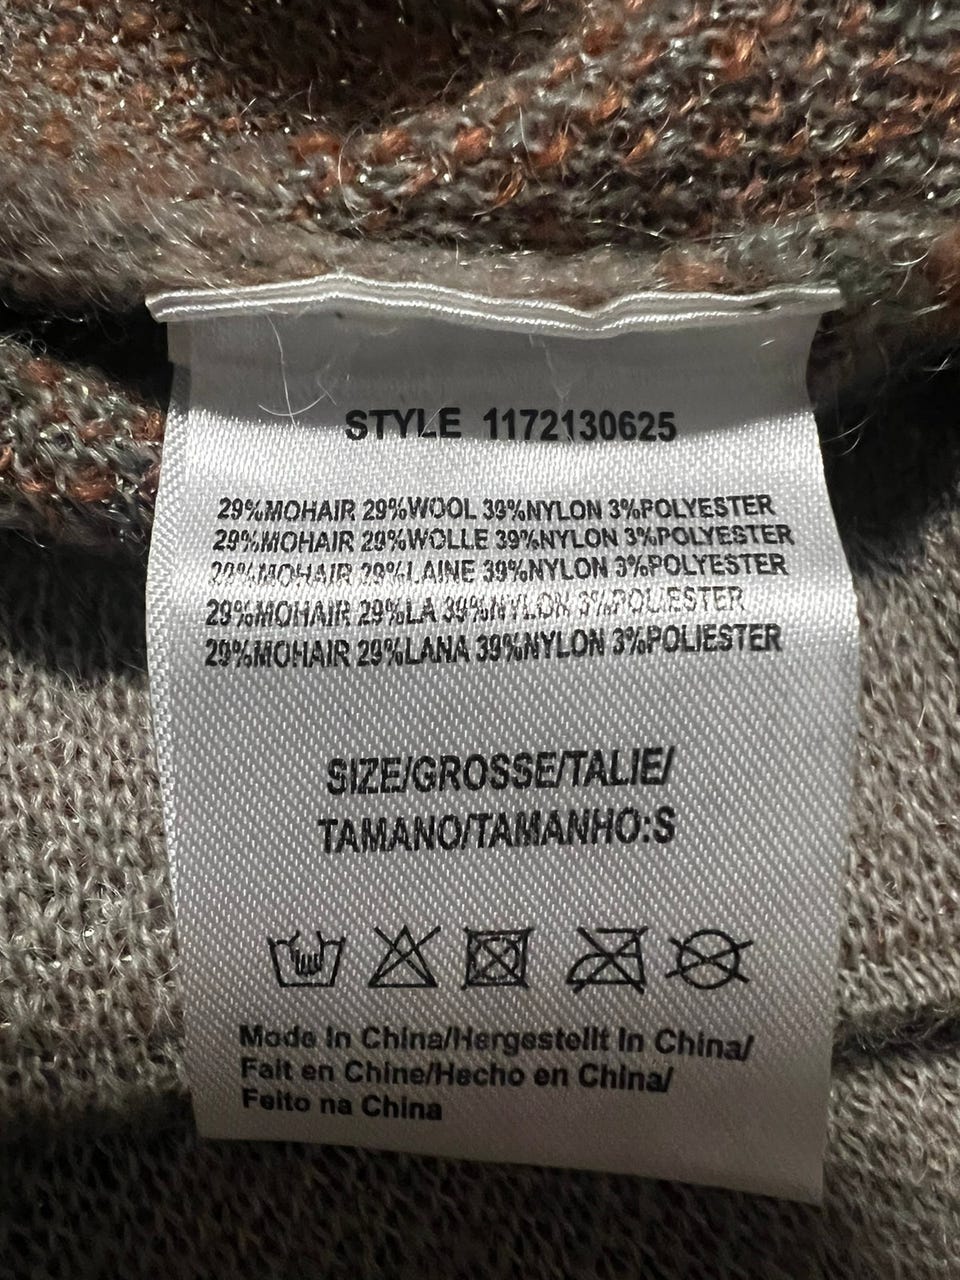 STYLE 1172130625
29%MOHAIR 29%WOOL 39%NYLON 3%POLYESTER
29%MOHAIR 29%WOLLE 39%NYLON 3%POLYESTER
29%MOHAIR 29%LAINE 39%NYLON 3%POLYESTER
29%MOHAIR 29%LA 39%NYLON 3%POLIESTER
29%MOHAIR 29%LANA 39%NYLON 3%POLIESTER
SIZE/GROSSE/TALIE/
TAMANO/TAMANHO:S
Made In China/Hergestellt In China/
Fait en Chine/Hecho en China/
Feito na China